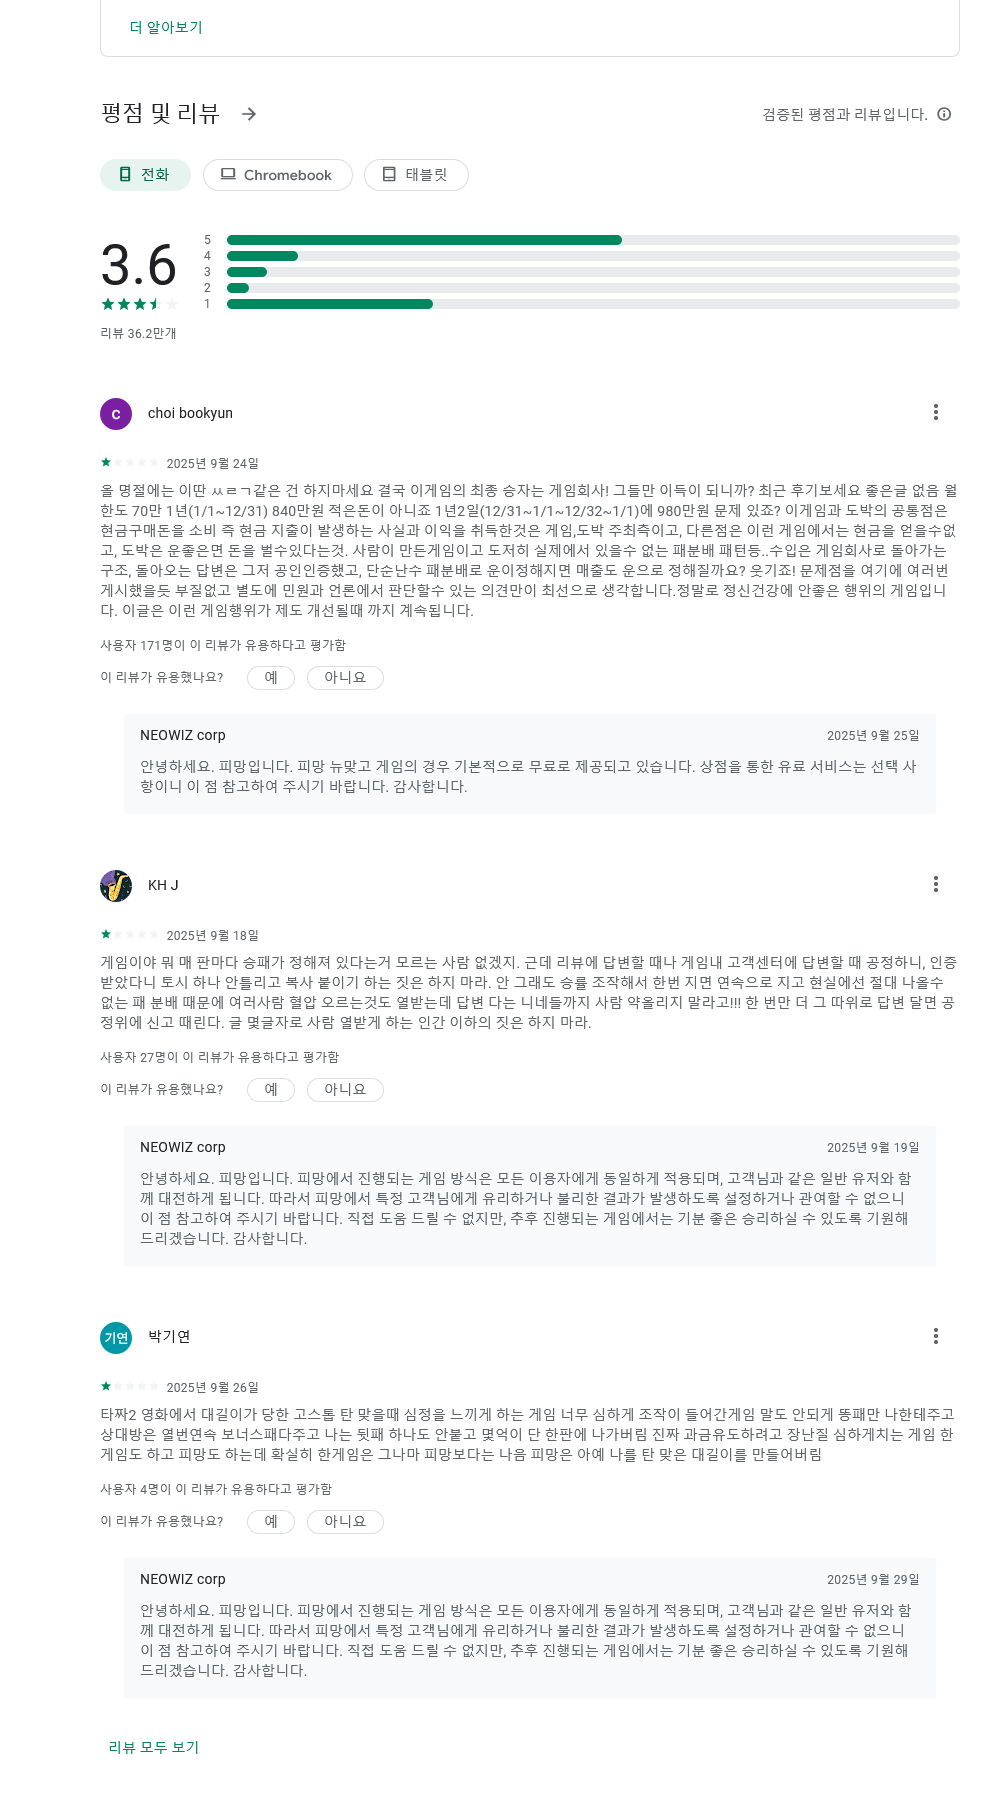 더 알아보기
평점 및 리뷰
검증된 평점과 리뷰입니다.
전화
Chromebook
태블릿
3.6
5
4
3
2
1
리뷰 36.2만개
C
choi bookyun
2025년 9월 24일
올 명절에는 이딴 ㅆㄹㄱ같은 건 하지마세요 결국 이게임의 최종 승자는 게임회사! 그들만 이득이 되니까? 최근 후기보세요 좋은글 없음 월
한도 70만 1년(1/1~12/31) 840만원 적은돈이 아니죠 1년2일(12/31~1/1~12/32~1/1)에 980만원 문제 있죠? 이게임과 도박의 공통점은
현금구매돈을 소비 즉 현금 지출이 발생하는 사실과 이익을 취득한것은 게임,도박 주최측이고, 다른점은 이런 게임에서는 현금을 얻을수없
고, 도박은 운좋은면 돈을 벌수있다는것. 사람이 만든게임이고 도저히 실제에서 있을수 없는 패분배 패턴등..수입은 게임회사로 돌아가는
구조, 돌아오는 답변은 그저 공인인증했고, 단순난수 패분배로 운이정해지면 매출도 운으로 정해질까요? 웃기죠! 문제점을 여기에 여러번
게시했을듯 부질없고 별도에 민원과 언론에서 판단할수 있는 의견만이 최선으로 생각합니다.정말로 정신건강에 안좋은 행위의 게임입니
다. 이글은 이런 게임행위가 제도 개선될때 까지 계속됩니다.
사용자 171명이 이 리뷰가 유용하다고 평가함
이 리뷰가 유용했나요?
예
아니요
NEOWIZ corp
2025년 9월 25일
안녕하세요. 피망입니다. 피망 뉴맞고 게임의 경우 기본적으로 무료로 제공되고 있습니다. 상점을 통한 유료 서비스는 선택 사
항이니 이 점 참고하여 주시기 바랍니다. 감사합니다.
KH J
2025년 9월 18일
게임이야 뭐 매 판마다 승패가 정해져 있다는거 모르는 사람 없겠지. 근데 리뷰에 답변할 때나 게임내 고객센터에 답변할 때 공정하니, 인증
받았다니 토시 하나 안틀리고 복사 붙이기 하는 짓은 하지 마라. 안 그래도 승률 조작해서 한번 지면 연속으로 지고 현실에선 절대 나올수
없는 패 분배 때문에 여러사람 혈압 오르는것도 열받는데 답변 다는 니네들까지 사람 약올리지 말라고!!! 한 번만 더 그 따위로 답변 달면 공
정위에 신고 때린다. 글 몇글자로 사람 열받게 하는 인간 이하의 짓은 하지 마라.
사용자 27명이 이 리뷰가 유용하다고 평가함
이 리뷰가 유용했나요?
예
아니요
NEOWIZ corp
2025년 9월 19일
안녕하세요. 피망입니다. 피망에서 진행되는 게임 방식은 모든 이용자에게 동일하게 적용되며, 고객님과 같은 일반 유저와 함
께 대전하게 됩니다. 따라서 피망에서 특정 고객님에게 유리하거나 불리한 결과가 발생하도록 설정하거나 관여할 수 없으니
이 점 참고하여 주시기 바랍니다. 직접 도움 드릴 수 없지만, 추후 진행되는 게임에서는 기분 좋은 승리하실 수 있도록 기원해
드리겠습니다. 감사합니다.
기연
박기연
2025년 9월 26일
타짜2 영화에서 대길이가 당한 고스톱 탄 맞을때 심정을 느끼게 하는 게임 너무 심하게 조작이 들어간게임 말도 안되게 똥패만 나한테주고
상대방은 열번연속 보너스패다주고 나는 뒷패 하나도 안붙고 몇억이 단 한판에 나가버림 진짜 과금유도하려고 장난질 심하게치는 게임 한
게임도 하고 피망도 하는데 확실히 한게임은 그나마 피망보다는 나음 피망은 아예 나를 탄 맞은 대길이를 만들어버림
사용자 4명이 이 리뷰가 유용하다고 평가함
이 리뷰가 유용했나요?
예
아니요
NEOWIZ corp
2025년 9월 29일
안녕하세요. 피망입니다. 피망에서 진행되는 게임 방식은 모든 이용자에게 동일하게 적용되며, 고객님과 같은 일반 유저와 함
께 대전하게 됩니다. 따라서 피망에서 특정 고객님에게 유리하거나 불리한 결과가 발생하도록 설정하거나 관여할 수 없으니
이 점 참고하여 주시기 바랍니다. 직접 도움 드릴 수 없지만, 추후 진행되는 게임에서는 기분 좋은 승리하실 수 있도록 기원해
드리겠습니다. 감사합니다.
리뷰 모두 보기